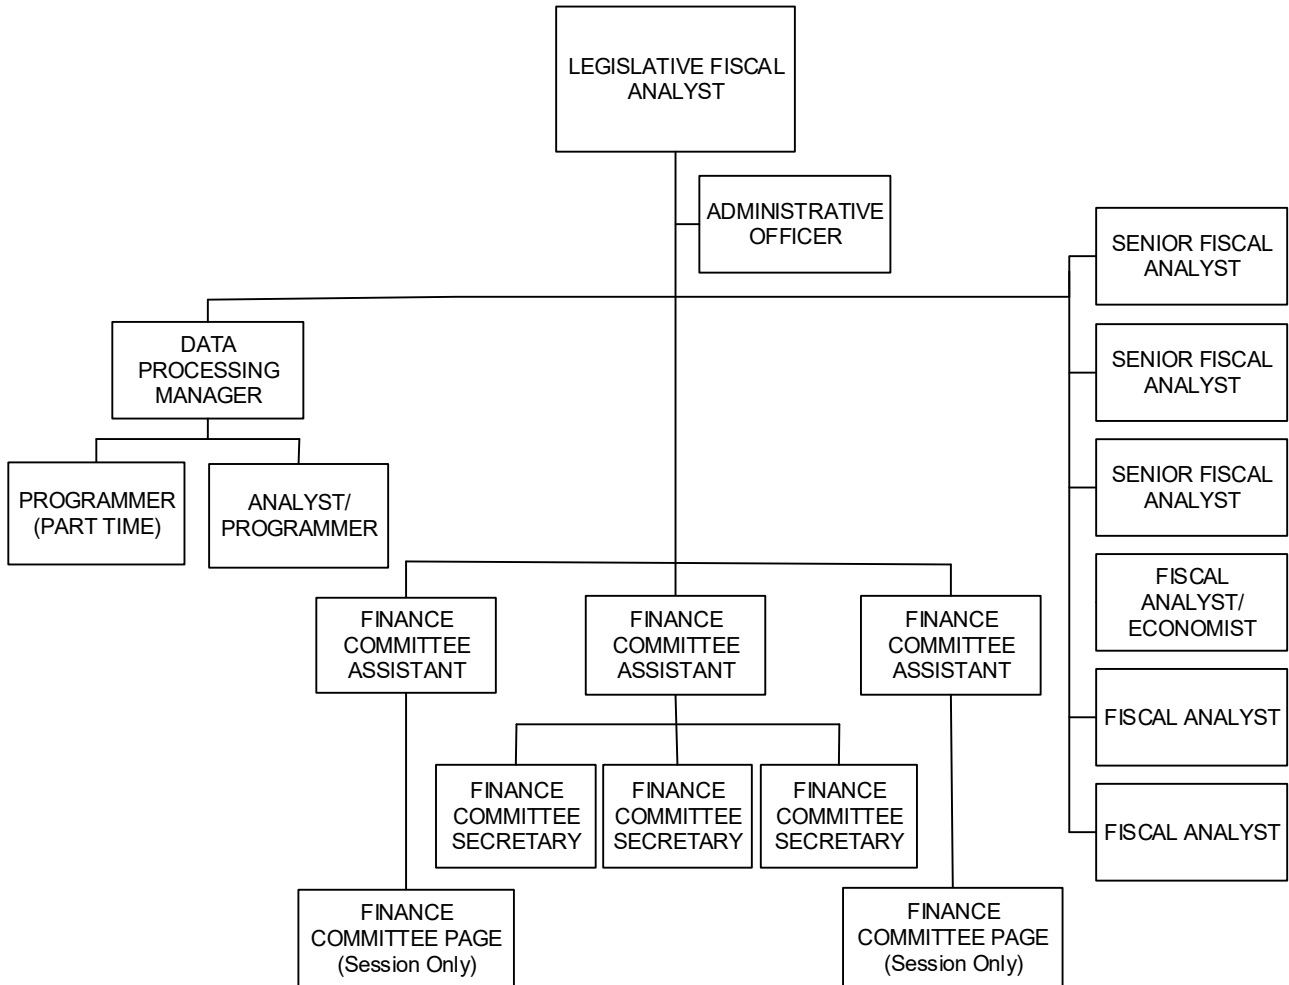 LEGISLATIVE FISCAL
ANALYST
ADMINISTRATIVE
OFFICER
SENIOR FISCAL
ANALYST
DATA
PROCESSING
MANAGER
SENIOR FISCAL
ANALYST
PROGRAMMER
(PART TIME)
ANALYST/
PROGRAMMER
SENIOR FISCAL
ANALYST
FISCAL
ANALYST/
ECONOMIST
FINANCE
COMMITTEE
ASSISTANT
FINANCE
COMMITTEE
ASSISTANT
FINANCE
COMMITTEE
ASSISTANT
FISCAL ANALYST
FINANCE
COMMITTEE
SECRETARY
FINANCE
COMMITTEE
SECRETARY
FINANCE
COMMITTEE
SECRETARY
FISCAL ANALYST
FINANCE
COMMITTEE PAGE
(Session Only)
FINANCE
COMMITTEE PAGE
(Session Only)